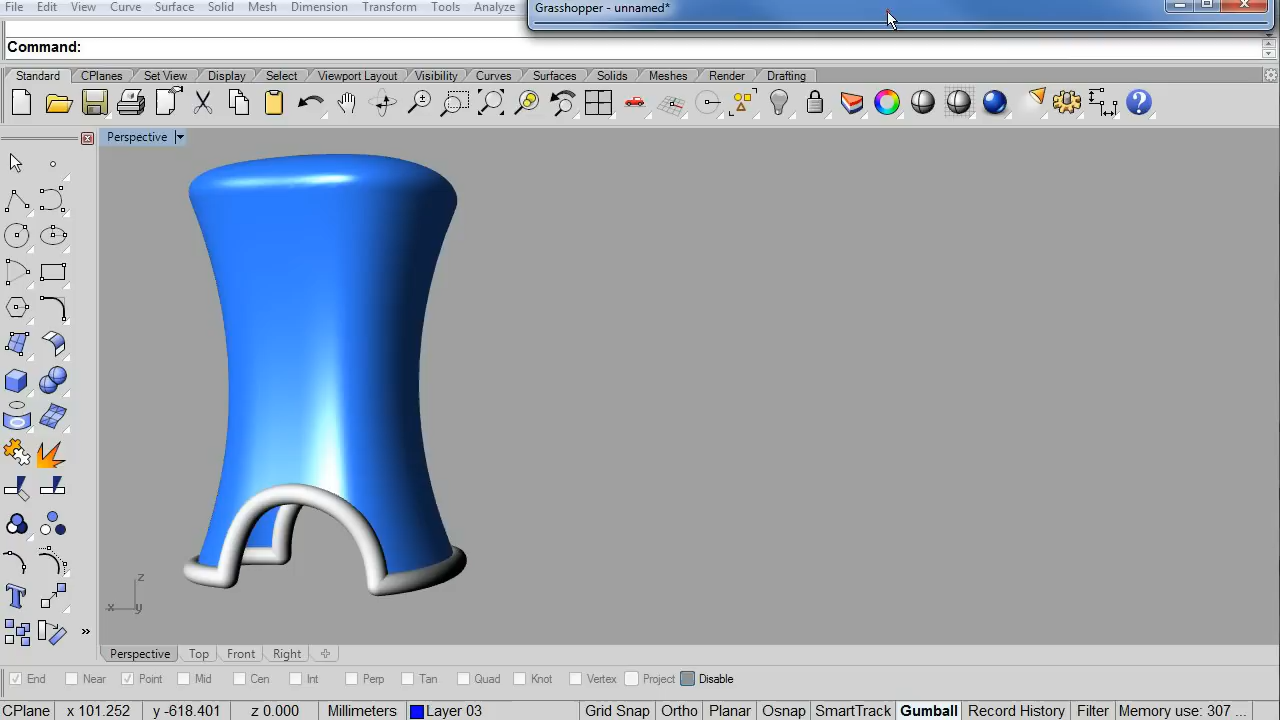 File Edit View Curve Surface Solid Mesh Dimension Transform Tools Analyze
Grasshopper - unnamed*
Command:
Standard CPlanes Set View Display Select Viewport Layout Visibility Curves Surfaces Solids Meshes Render Drafting
Perspective
z
x y
Perspective Top Front Right
End Near Point Mid Cen Int Perp Tan Quad Knot Vertex Project Disable
CPlane x 101.252 y -618.401 z 0.000 Millimeters Layer 03 Grid Snap Ortho Planar Osnap SmartTrack Gumball Record History Filter Memory use: 307 ...